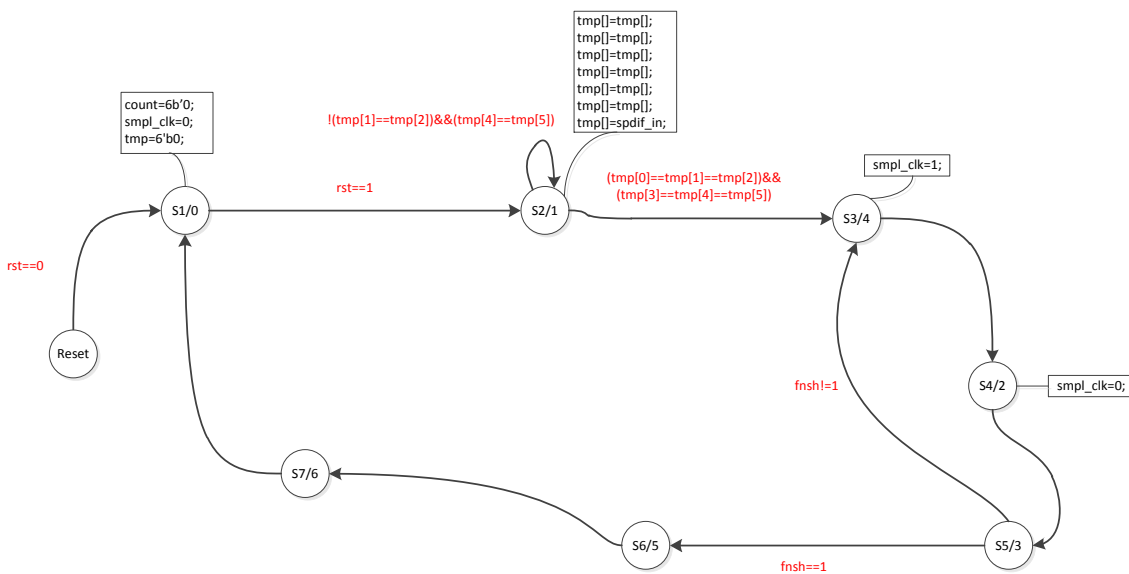 tmp[]=tmp[];
tmp[]=tmp[];
tmp[]=tmp[];
tmp[]=tmp[];
tmp[]=tmp[];
tmp[]=tmp[];
tmp[]=spdif_in;
count=6b'0;
smpl_clk=0;
tmp=6'b0;
!(tmp[1]==tmp[2])&&(tmp[4]==tmp[5])
rst==1
(tmp[0]==tmp[1]==tmp[2])&&
(tmp[3]==tmp[4]==tmp[5])
smpl_clk=1;
S1/0
S2/1
S3/4
rst==0
Reset
fnsh!=1
S4/2
smpl_clk=0;
S7/6
S6/5
S5/3
fnsh==1